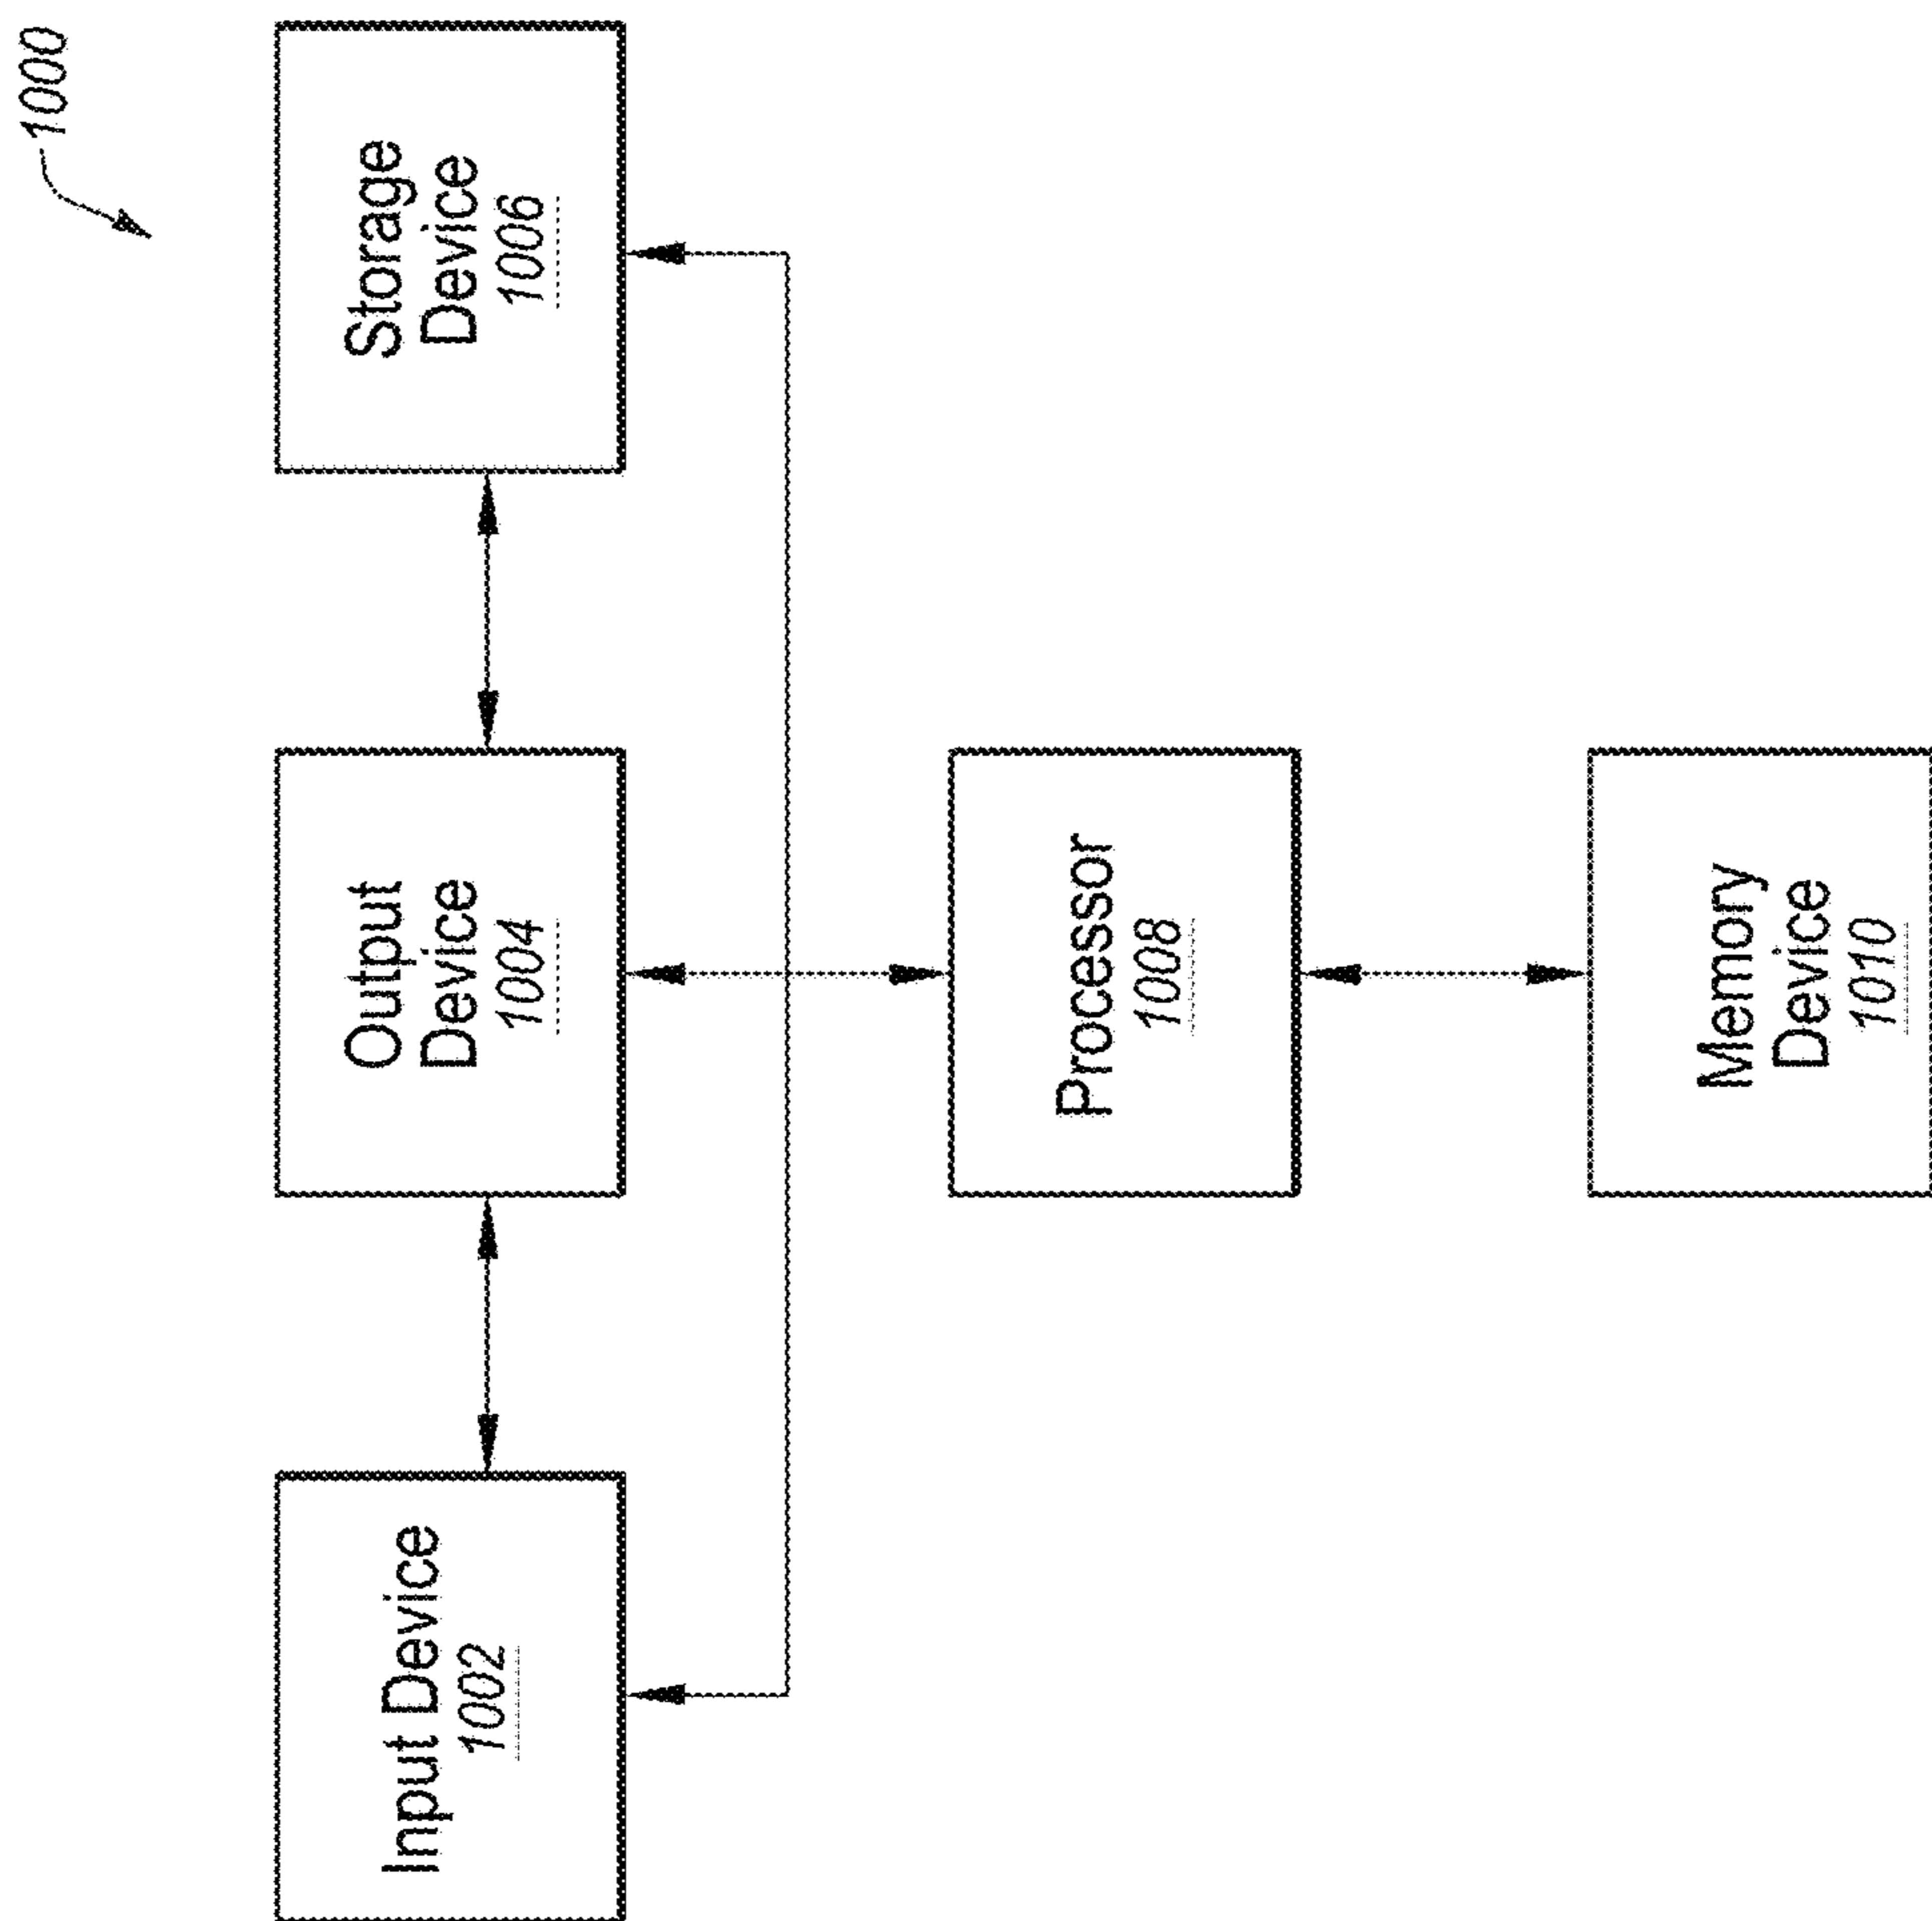 1000
Input Device
1002
Output
Device
1004
Storage
Device
1006
Processor
1008
Memory
Device
1010